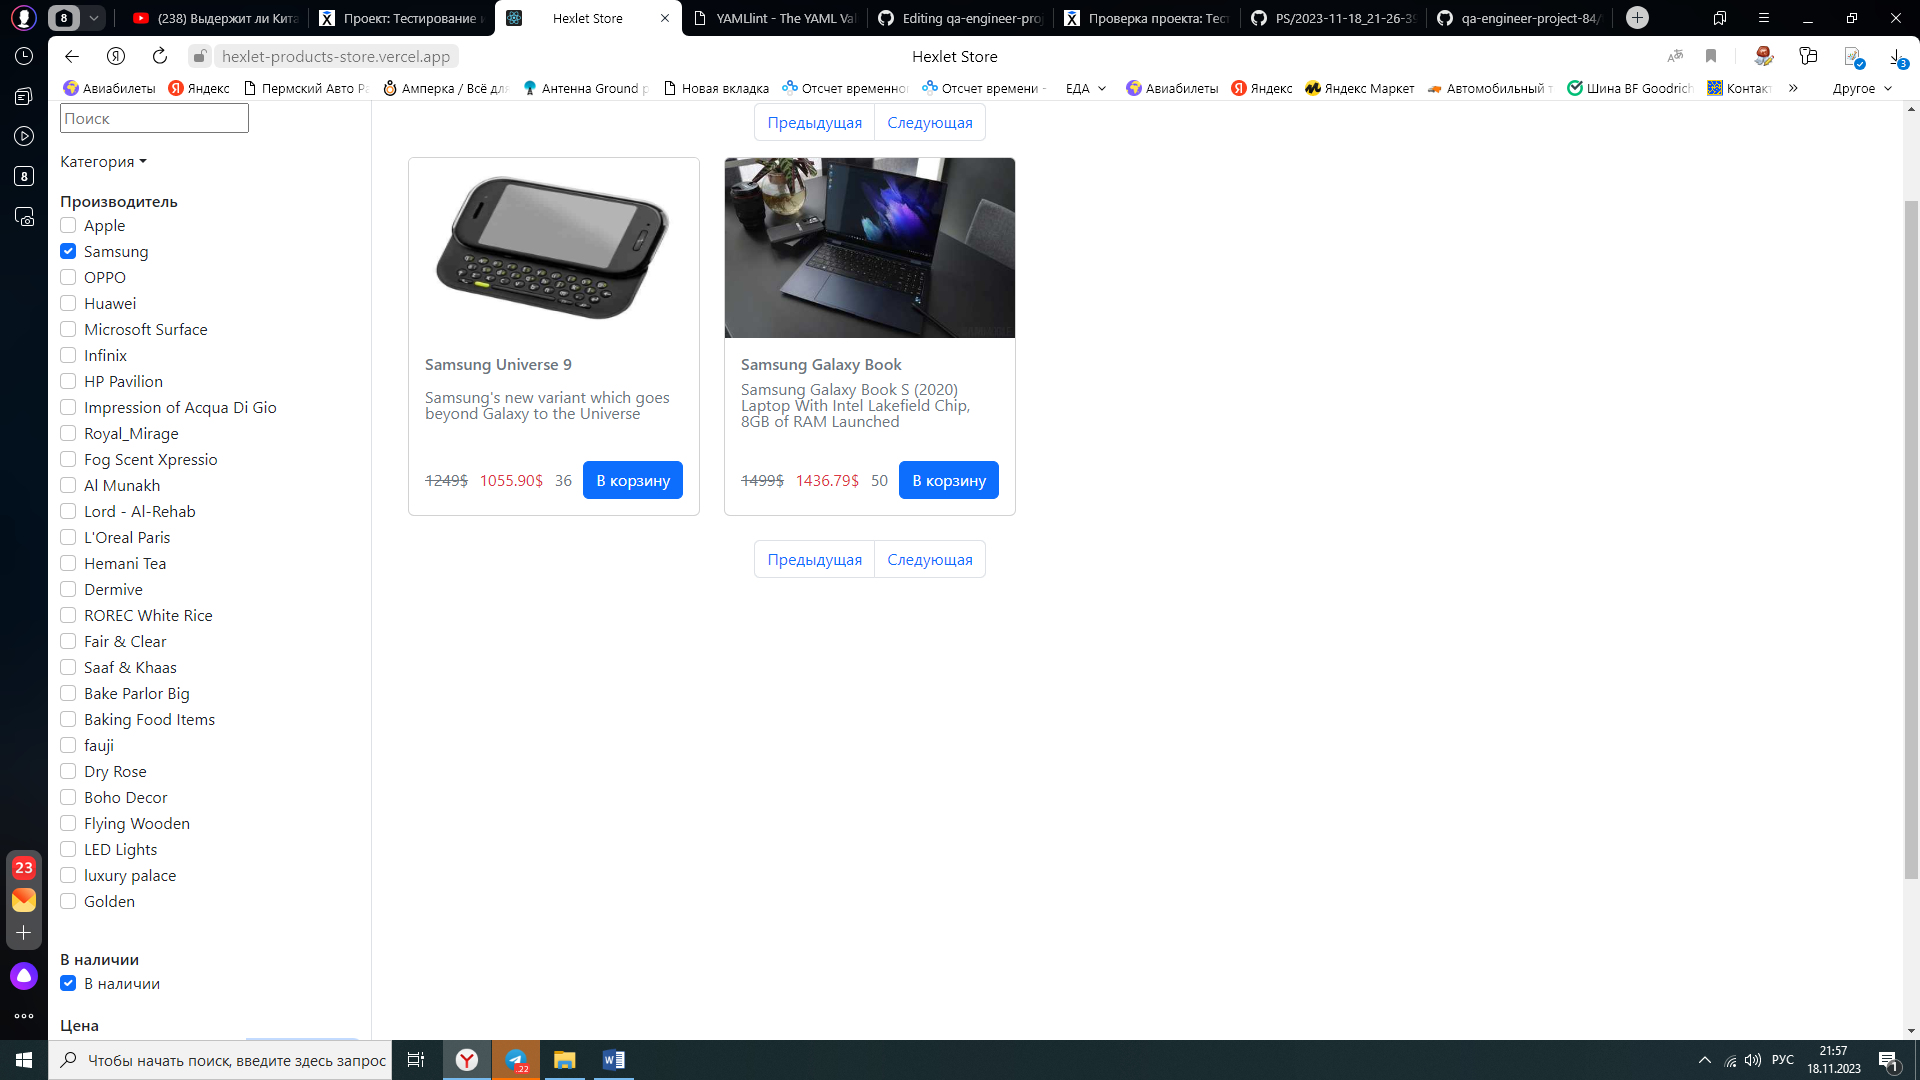 8
(238) Выдержит ли Кита
Проект: Тестирование и
Hexlet Store
YAMLlint - The YAML Val
Editing qa-engineer-proj
Проверка проекта: Тест
PS/2023-11-18_21-26-39
qa-engineer-project-84/
hexlet-products-store.vercel.app
Hexlet Store
3
Авиабилеты
Яндекс
Пермский Авто Ра
Амперка / Всё для
Антенна Ground p
Новая вкладка
Отсчет временног
Отсчет времени -
ЕДА
Авиабилеты
Яндекс
Яндекс Маркет
Автомобильный т
Шина BF Goodrich
Контакт
Другое
8
23
Поиск
Категория
Производитель
Apple
Samsung
OPPO
Huawei
Microsoft Surface
Infinix
HP Pavilion
Impression of Acqua Di Gio
Royal_Mirage
Fog Scent Xpressio
Al Munakh
Lord - Al-Rehab
L'Oreal Paris
Hemani Tea
Dermive
ROREC White Rice
Fair & Clear
Saaf & Khaas
Bake Parlor Big
Baking Food Items
fauji
Dry Rose
Boho Decor
Flying Wooden
LED Lights
luxury palace
Golden
В наличии
В наличии
Цена
Предыдущая Следующая
Samsung Universe 9
Samsung's new variant which goes
beyond Galaxy to the Universe
1249$ 1055.90$ 36 В корзину
Samsung Galaxy Book
Samsung Galaxy Book S (2020)
Laptop With Intel Lakefield Chip,
8GB of RAM Launched
1499$ 1436.79$ 50 В корзину
Предыдущая Следующая
Чтобы начать поиск, введите здесь запрос
22
РУС
21:57
18.11.2023
1